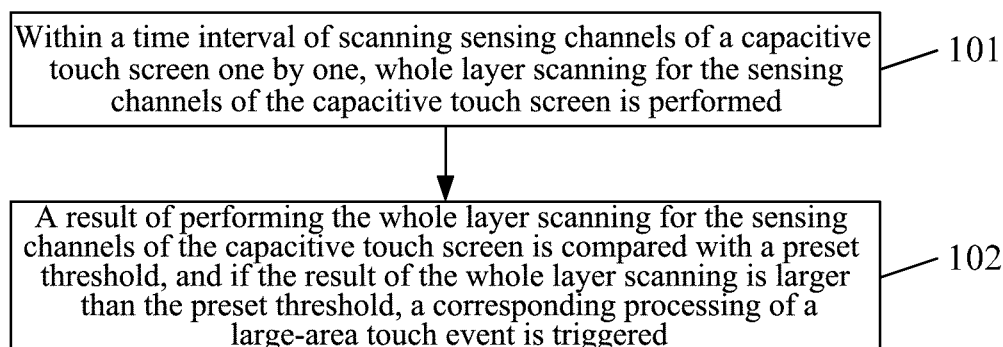 Within a time interval of scanning sensing channels of a capacitive
touch screen one by one, whole layer scanning for the sensing
channels of the capacitive touch screen is performed
101
A result of performing the whole layer scanning for the sensing
channels of the capacitive touch screen is compared with a preset
threshold, and if the result of the whole layer scanning is larger
than the preset threshold, a corresponding processing of a
large-area touch event is triggered
102